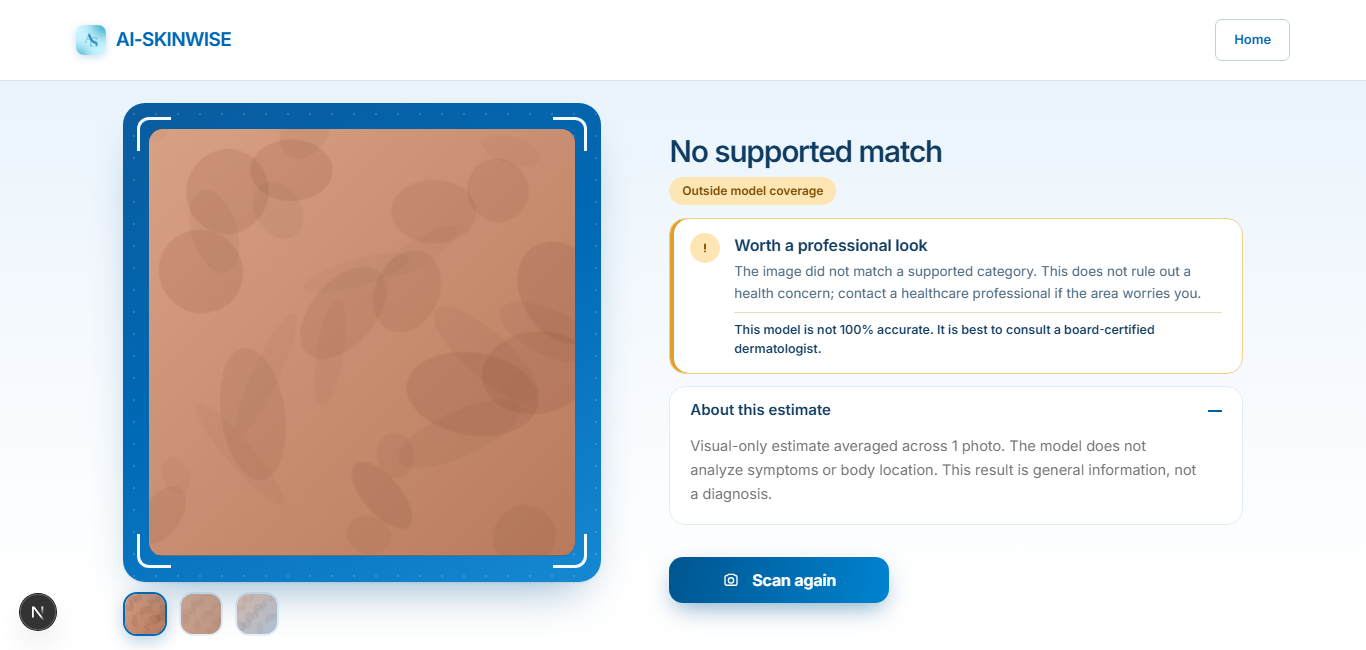 AI-SKINWISE
Home
No supported match
Outside model coverage
!
Worth a professional look
The image did not match a supported category. This does not rule out a
health concern; contact a healthcare professional if the area worries you.
This model is not 100% accurate. It is best to consult a board-certified
dermatologist.
About this estimate
Visual-only estimate averaged across 1 photo. The model does not
analyze symptoms or body location. This result is general information, not
a diagnosis.
Scan again
N